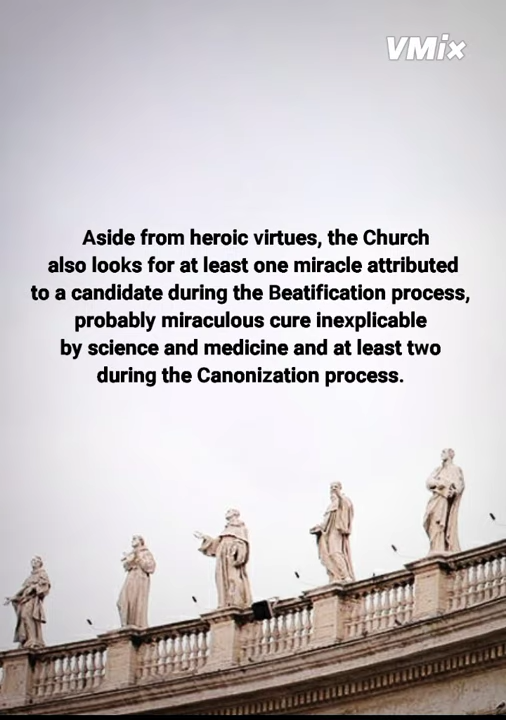 VMix
Aside from heroic virtues, the Church
also looks for at least one miracle attributed
to a candidate during the Beatification process,
probably miraculous cure inexplicable
by science and medicine and at least two
during the Canonization process.